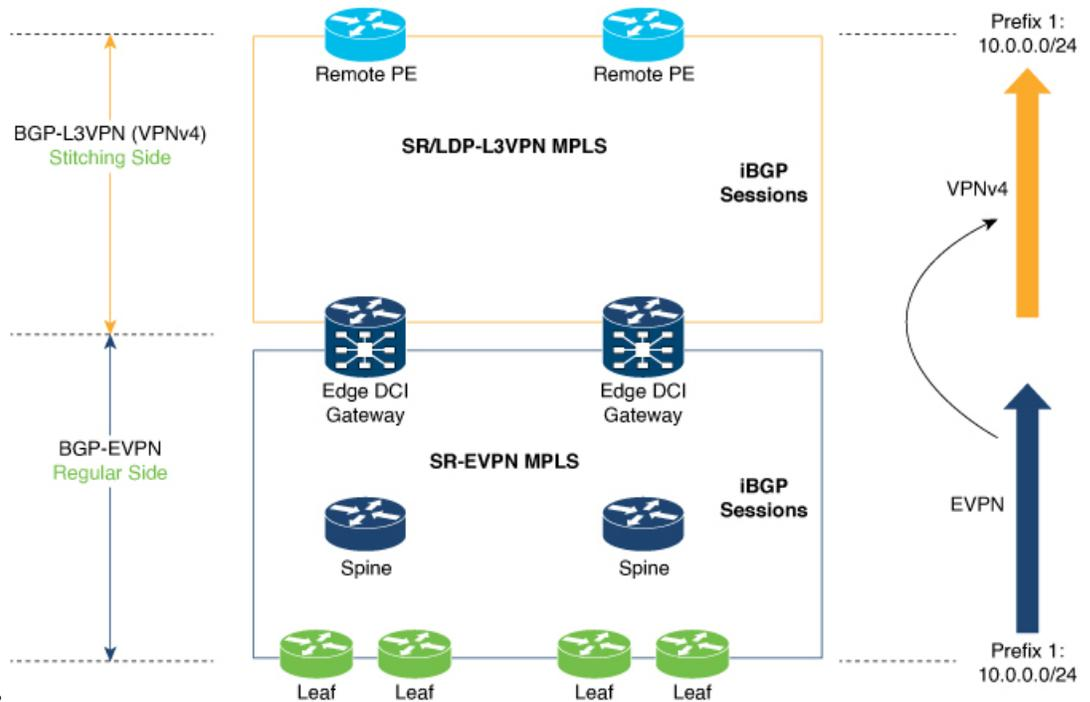 Prefix 1:
10.0.0.0/24
Remote PE
Remote PE
BGP-L3VPN (VPNv4)
Stitching Side
SR/LDP-L3VPN MPLS
iBGP
Sessions
VPNv4
Edge DCI
Gateway
Edge DCI
Gateway
BGP-EVPN
Regular Side
SR-EVPN MPLS
iBGP
Sessions
EVPN
Spine
Spine
Prefix 1:
10.0.0.0/24
Leaf
Leaf
Leaf
Leaf